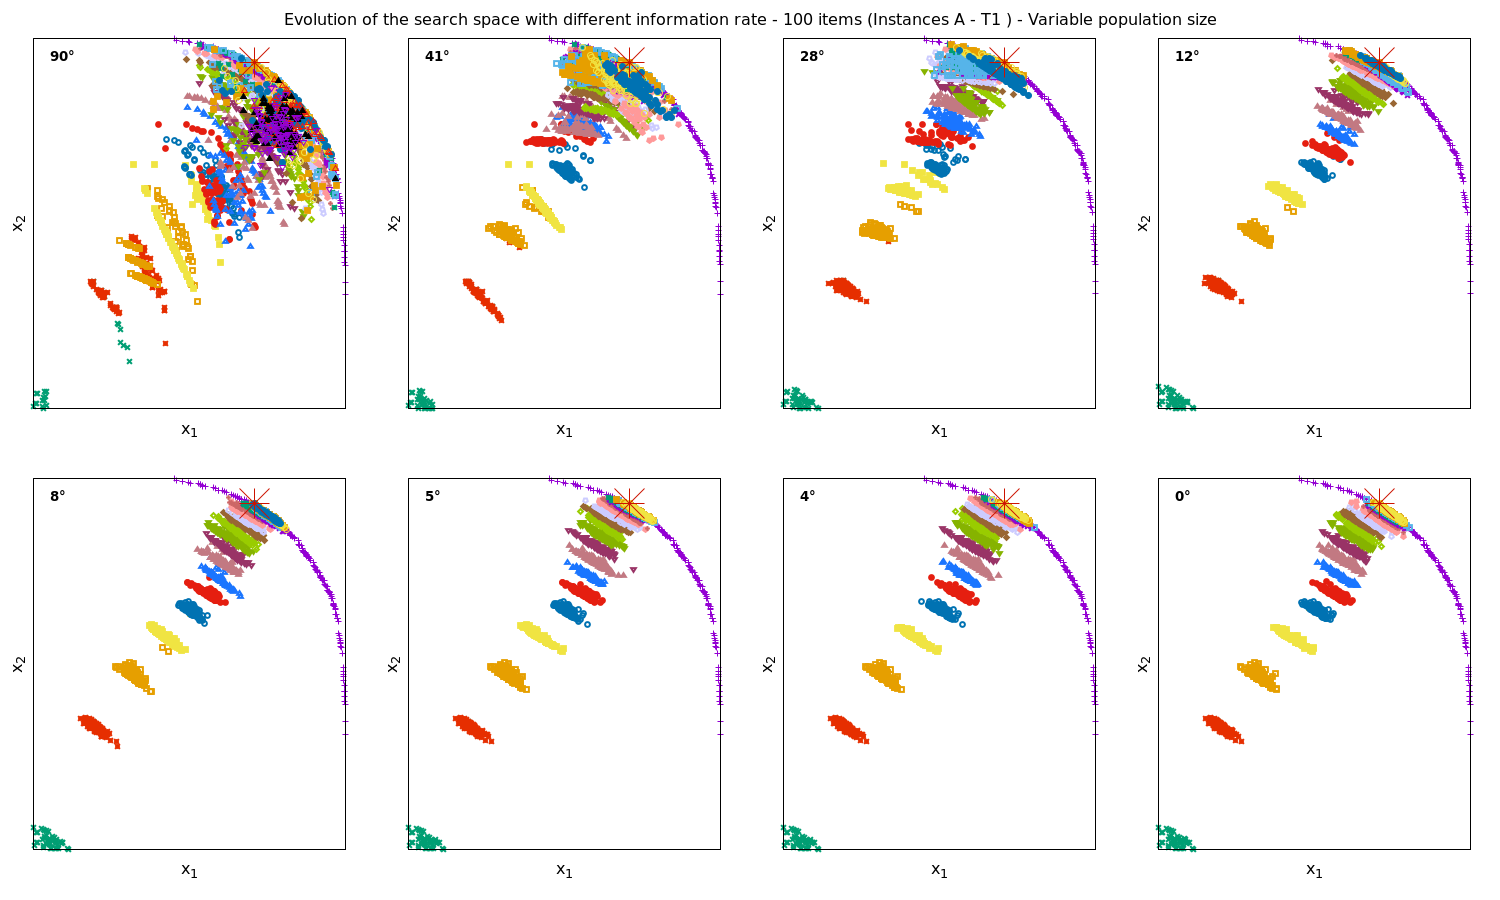 Evolution of the search space with different information rate - 100 items (Instances A - T1 ) - Variable population size
90°
41°
28°
12°
x₂
x₂
x₂
x₂
x₁
x₁
x₁
x₁
8°
5°
4°
0°
x₂
x₂
x₂
x₂
x₁
x₁
x₁
x₁